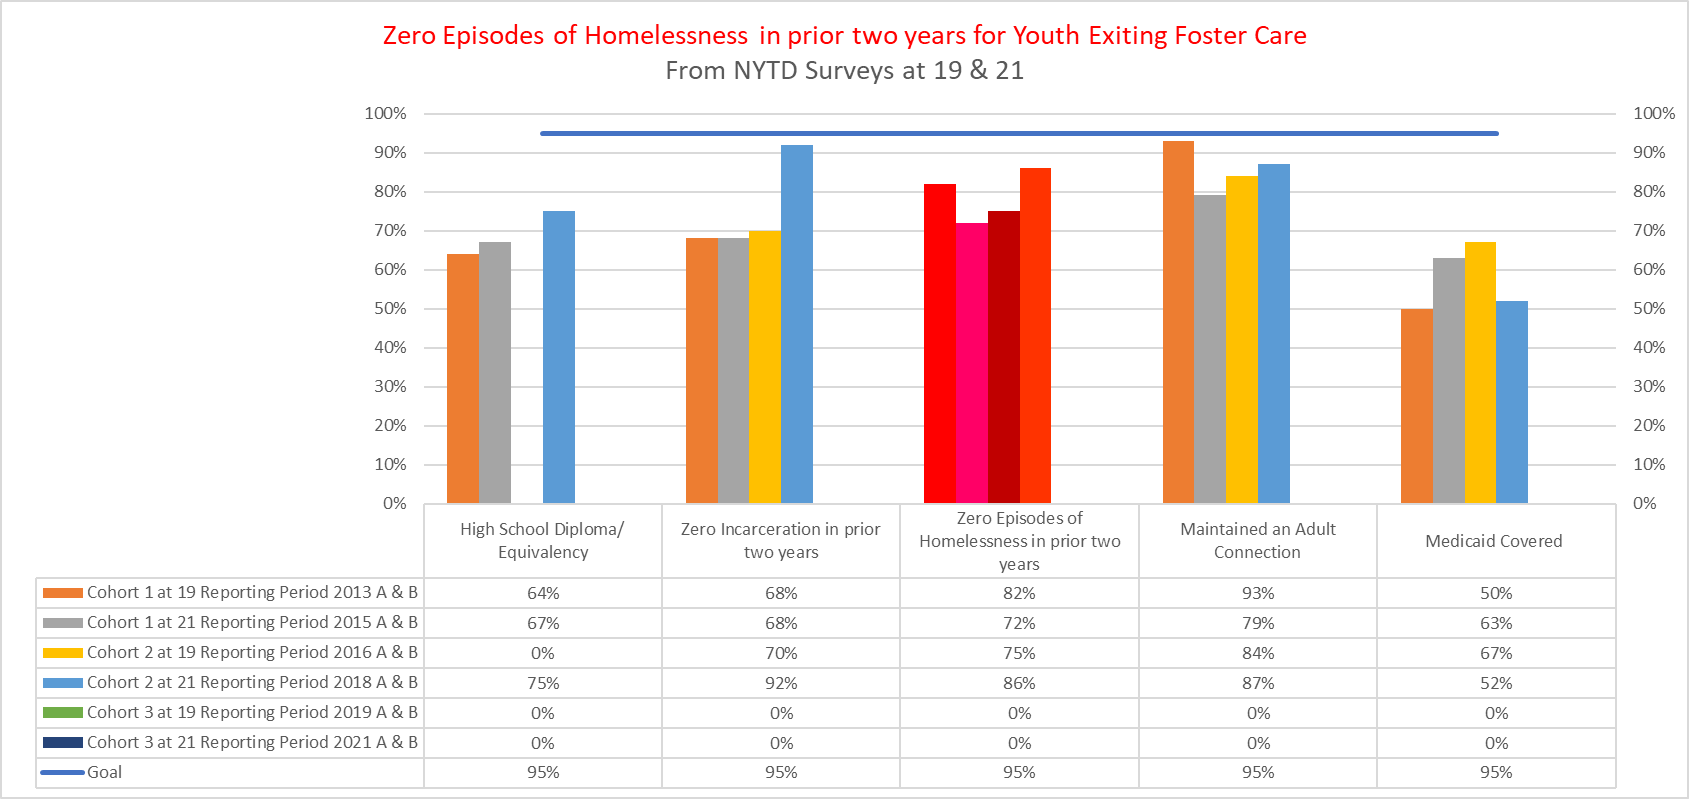 Zero Episodes of Homelessness in prior two years for Youth Exiting Foster Care
From NYTD Surveys at 19 & 21
100% 100%
90% 90%
80% 80%
70% 70%
60% 60%
50% 50%
40% 40%
30% 30%
20% 20%
10% 10%
0% 0%
High School Diploma/
Equivalency
Zero Incarceration in prior
two years
Zero Episodes of
Homelessness in prior two
years
Maintained an Adult
Connection
Medicaid Covered
Cohort 1 at 19 Reporting Period 2013 A & B 64% 68% 82% 93% 50%
Cohort 1 at 21 Reporting Period 2015 A & B 67% 68% 72% 79% 63%
Cohort 2 at 19 Reporting Period 2016 A & B 0% 70% 75% 84% 67%
Cohort 2 at 21 Reporting Period 2018 A & B 75% 92% 86% 87% 52%
Cohort 3 at 19 Reporting Period 2019 A & B 0% 0% 0% 0% 0%
Cohort 3 at 21 Reporting Period 2021 A & B 0% 0% 0% 0% 0%
Goal 95% 95% 95% 95% 95%